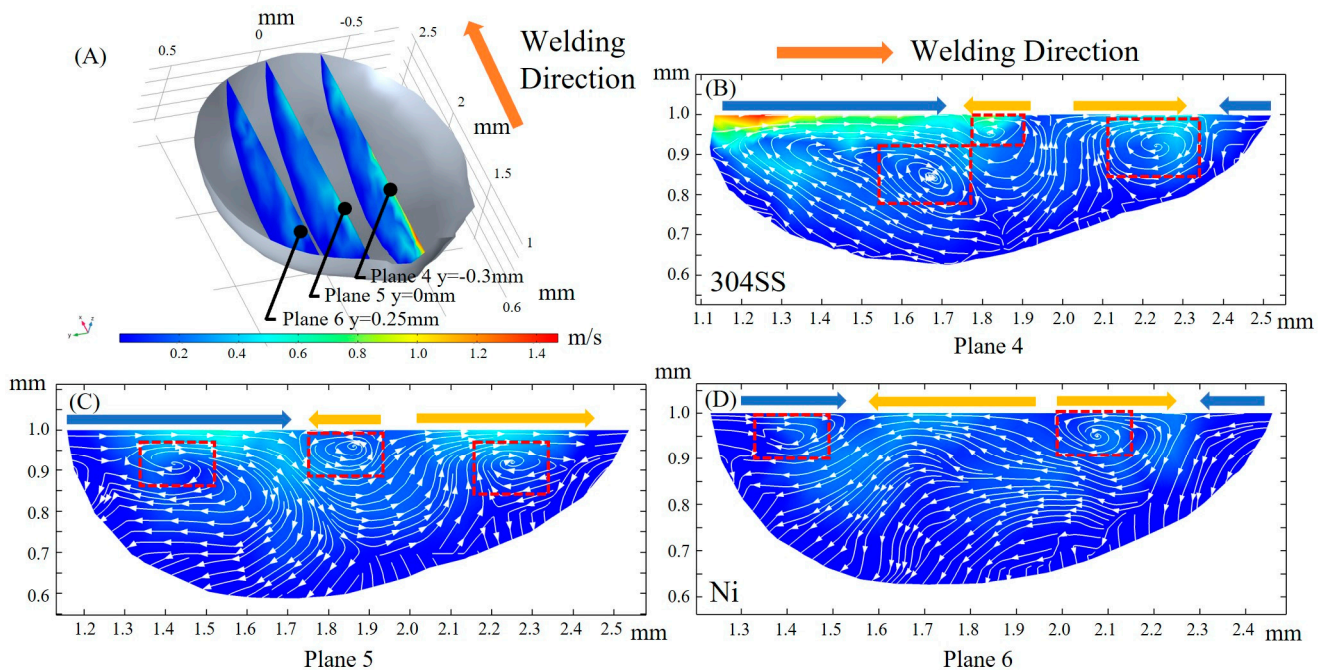 (A)
mm
0.5
0
-0.5
2.5
2
mm
1.5
1
mm
0.6
Welding
Direction
Plane 4 y=-0.3mm
Plane 5 y=0mm
Plane 6 y=0.25mm
x
y
z
0.2 0.4 0.6 0.8 1.0 1.2 1.4
m/s
Welding Direction
mm
(B)
1.0
0.9
0.8
0.7
0.6
304SS
1.1 1.2 1.3 1.4 1.5 1.6 1.7 1.8 1.9 2.0 2.1 2.2 2.3 2.4 2.5
mm
Plane 4
mm
(C)
1.0
0.9
0.8
0.7
0.6
1.2 1.3 1.4 1.5 1.6 1.7 1.8 1.9 2.0 2.1 2.2 2.3 2.4 2.5
mm
Plane 5
mm
(D)
1.0
0.9
0.8
0.7
0.6
Ni
1.3 1.4 1.5 1.6 1.7 1.8 1.9 2.0 2.1 2.2 2.3 2.4
mm
Plane 6